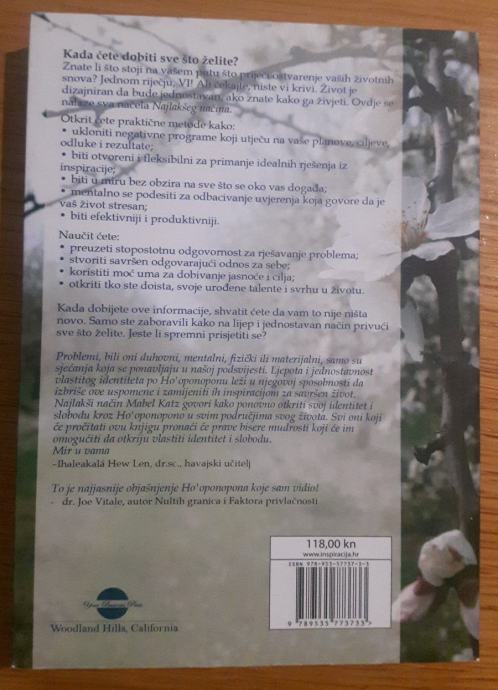 Kada ćete dobiti sve što želite?
Znate li što stoji na vašem putu što priječi ostvarenje vaših životnih
snova? Jednom riječju, VI! Ali čekajte, niste vi krivi. Život je
dizajniran da bude jednostavan, ako znate kako ga živjeti. Ovdje se
nalaze sva načela Najlakšeg načina.
Otkrit ćete praktične metode kako:
• ukloniti negativne programe koji utječu na vaše planove, ciljeve,
odluke i rezultate;
• biti otvoreni i fleksibilni za primanje idealnih rješenja iz
inspiracije;
• biti u miru bez obzira na sve što se oko vas događa;
• mentalno se podesiti za odbacivanje uvjerenja koja govore da je
vaš život stresan;
• biti efektivniji i produktivniji.
Naučit ćete:
• preuzeti stopostotnu odgovornost za rješavanje problema;
• stvoriti savršen odgovarajući odnos za sebe;
• koristiti moć uma za dobivanje jasnoće i cilja;
• otkriti tko ste doista, svoje urođene talente i svrhu u životu.
Kada dobijete ove informacije, shvatit ćete da vam to nije ništa
novo. Samo ste zaboravili kako na lijep i jednostavan način privući
sve što želite. Jeste li spremni prisjetiti se?
Problemi, bili oni duhovni, mentalni, fizički ili materijalni, samo su
sjećanja koja se ponavljaju u našoj podsvijesti. Ljepota i jednostavnost
vlastitog identiteta po Ho'oponoponu leži u njegovoj sposobnosti da
izbriše ove uspomene i zamijeniti ih inspiracijom za savršen život.
Najlakši način Mabel Katz govori kako ponovno otkriti svoj identitet i
slobodu kroz Ho'oponopono u svim područjima svog života. Svi oni koji
će pročitati ovu knjigu pronaći će prave bisere mudrosti koji će im
omogućiti da otkriju vlastiti identitet i slobodu.
Mir u vama
–Ihaleakalá Hew Len, dr.sc., havajski učitelj
To je najjasnije objašnjenje Ho'oponopona koje sam vidio!
- dr. Joe Vitale, autor Nultih granica i Faktora privlačnosti
118,00 kn
www.inspiracija.hr
ISBN 978-953-57737-3-3
9 789535 773733
Your Business Press
Woodland Hills, California